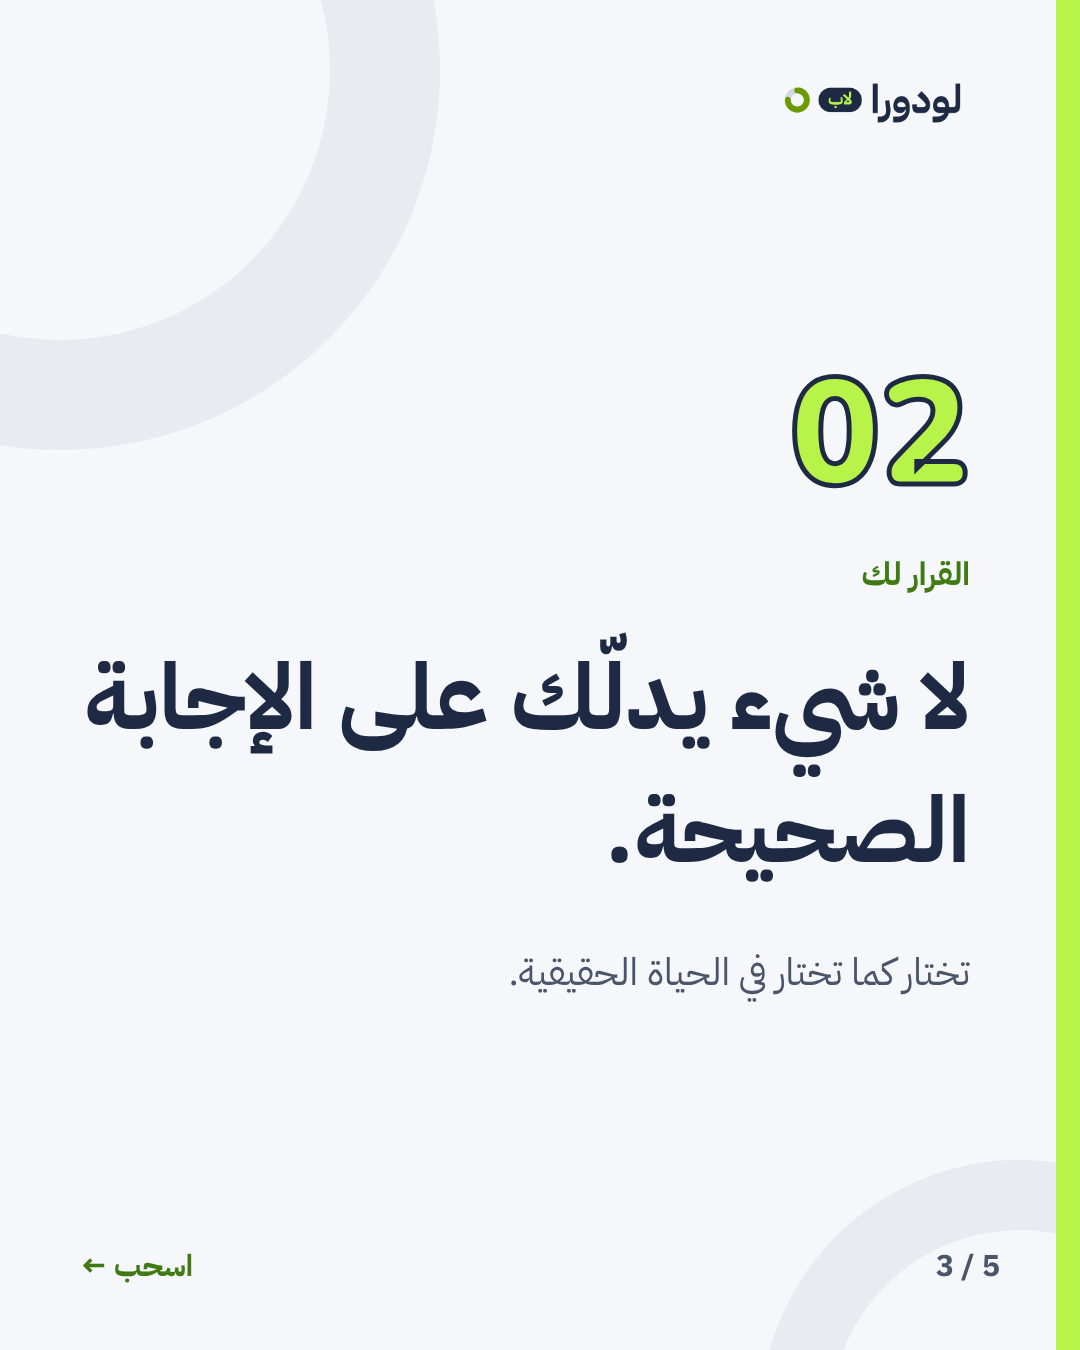 لودورا لاب
02
القرار لك
لا شيء يدلّك على الإجابة
الصحيحة.
تختار كما تختار في الحياة الحقيقية.
3 / 5
اسحب ←